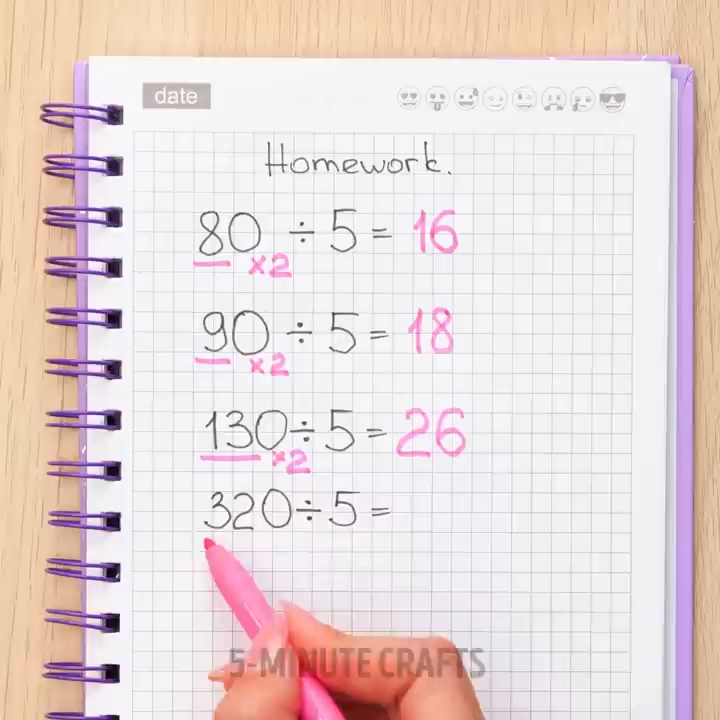 date
Homework.
80 ÷ 5 = 16
×2
90 ÷ 5 = 18
×2
130 ÷ 5 = 26
×2
320 ÷ 5 =
5-MINUTE CRAFTS